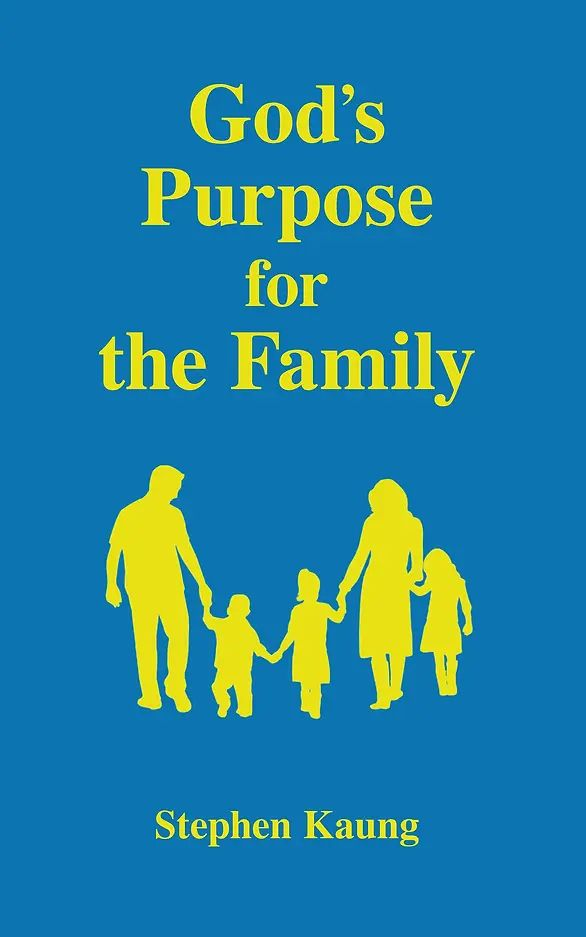 God’s
Purpose
for
the Family
Stephen Kaung